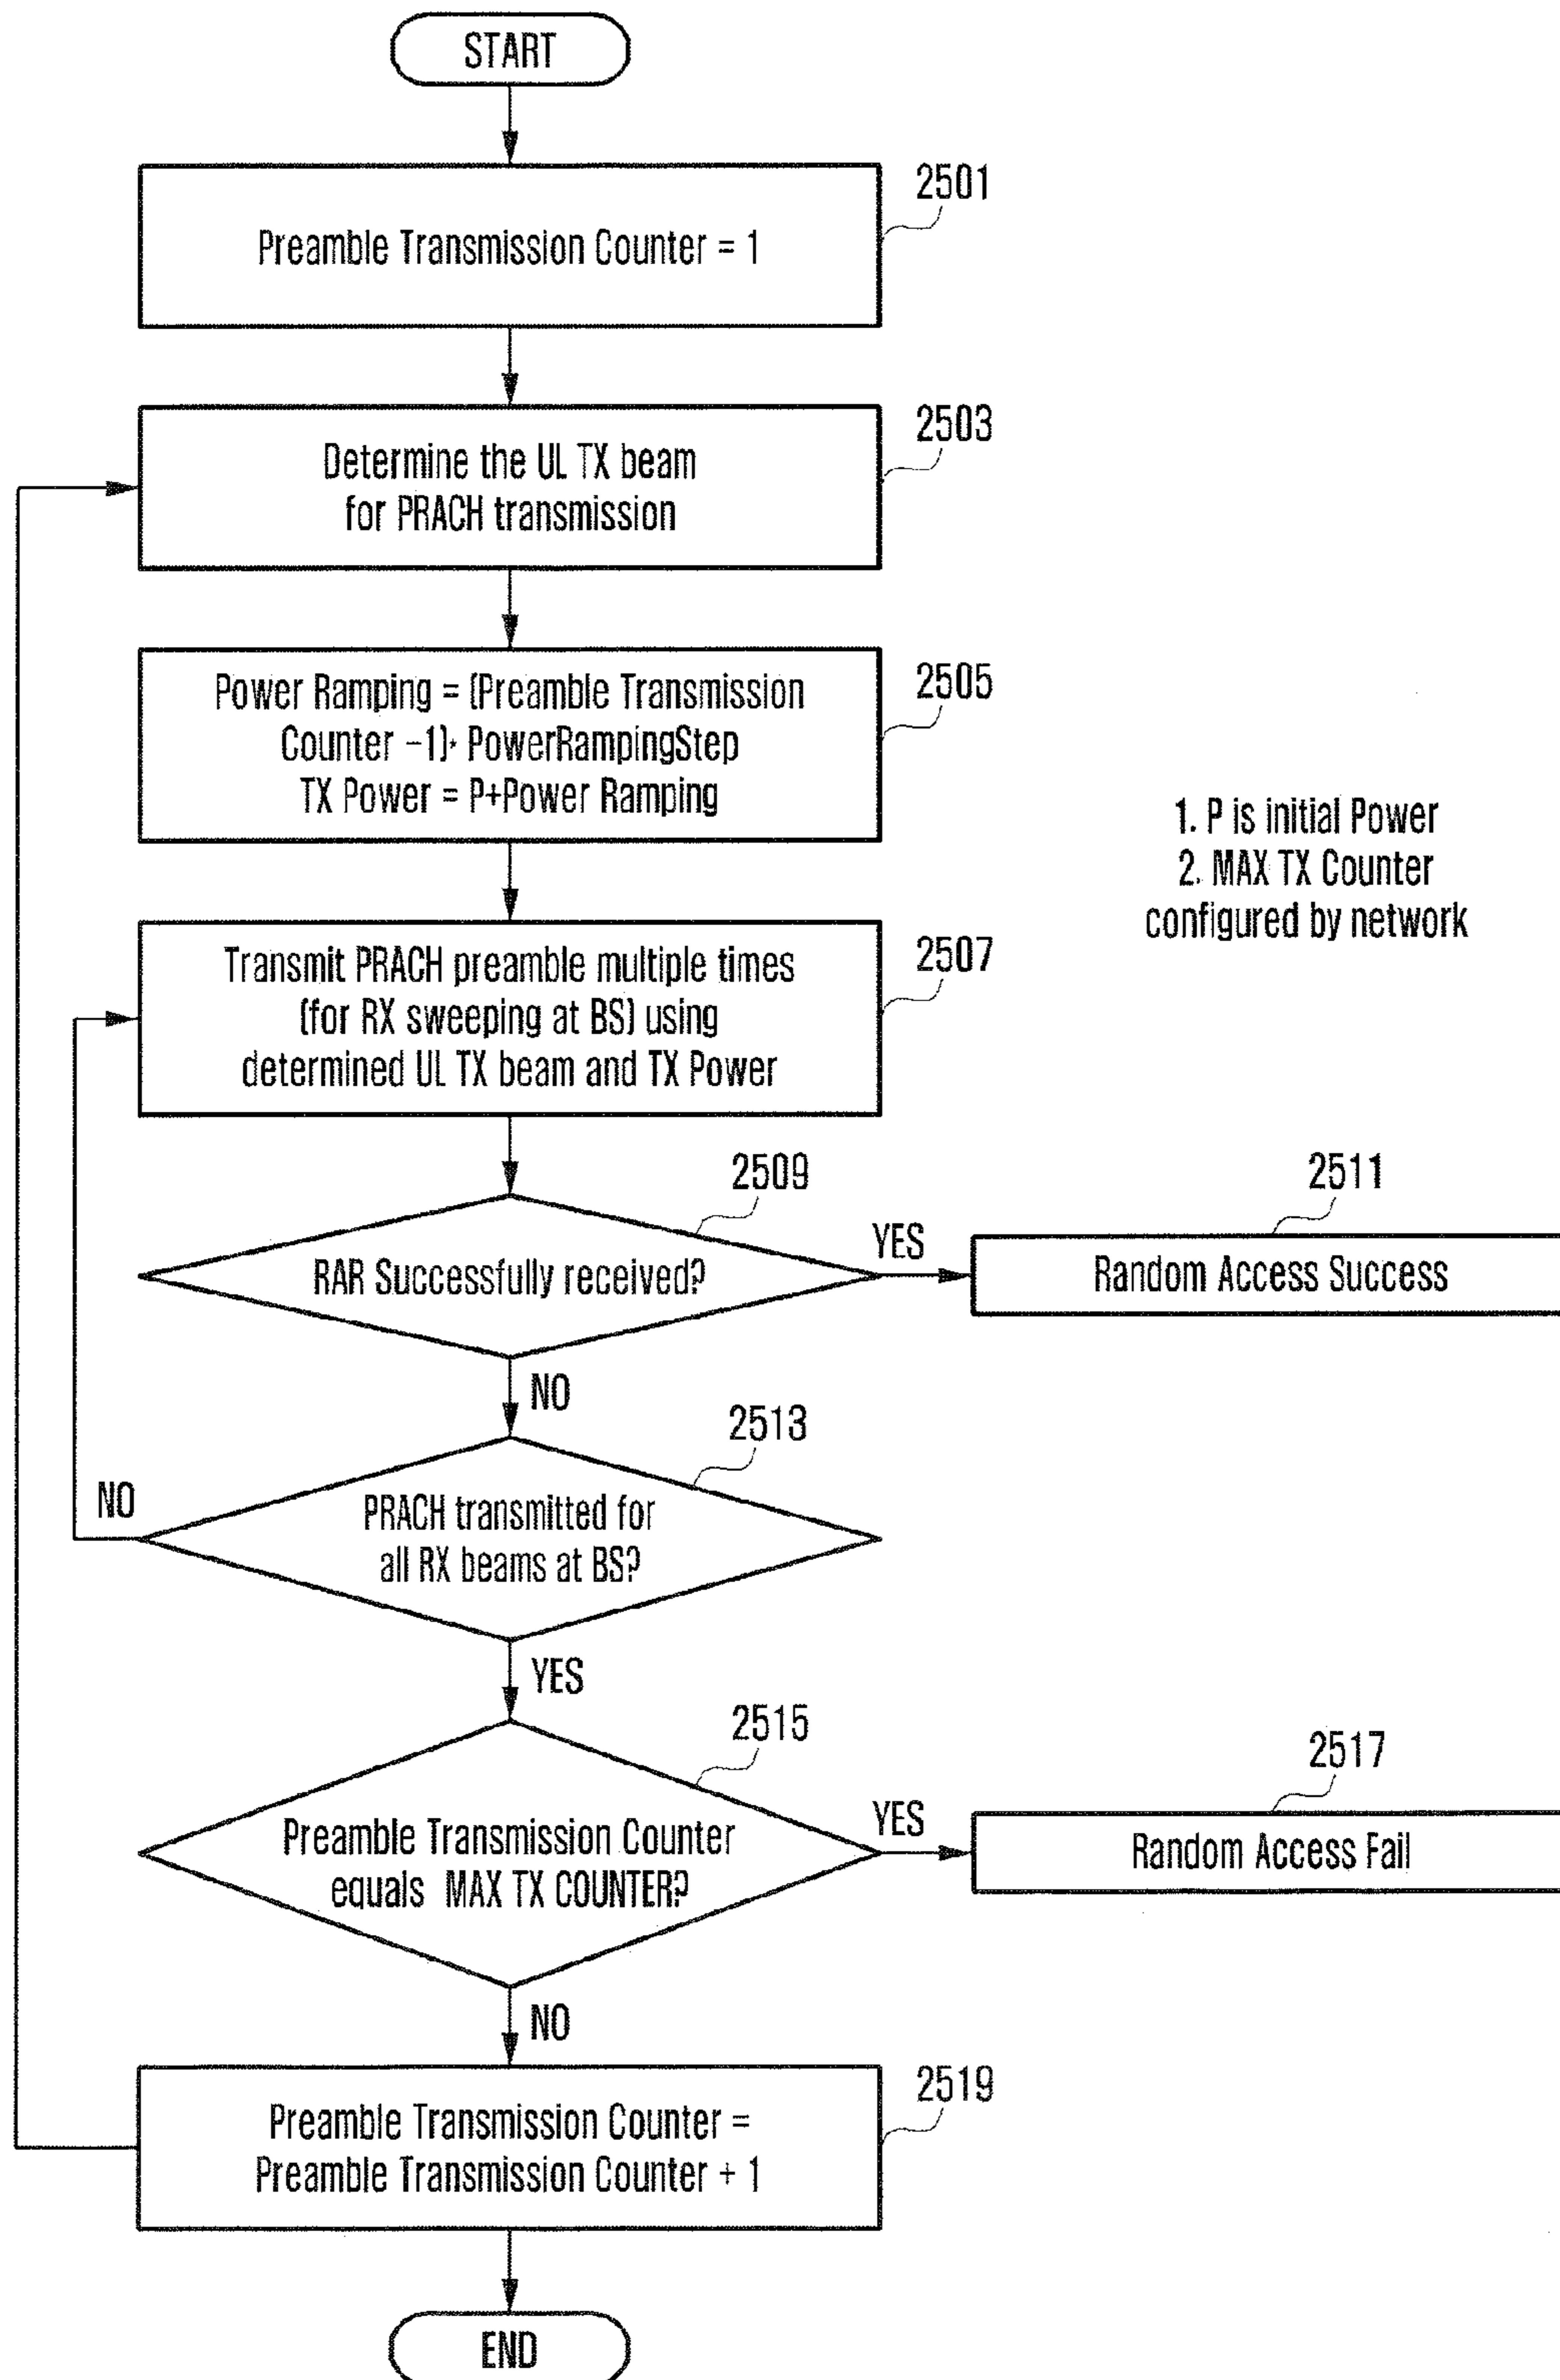 START
2501
Preamble Transmission Counter = 1
2503
Determine the UL TX beam
for PRACH transmission
2505
Power Ramping = (Preamble Transmission
Counter -1)* PowerRampingStep
TX Power = P+Power Ramping
1. P is initial Power
2. MAX TX Counter
configured by network
2507
Transmit PRACH preamble multiple times
(for RX sweeping at BS) using
determined UL TX beam and TX Power
2509
RAR Successfully received?
YES
2511
Random Access Success
NO
2513
PRACH transmitted for
all RX beams at BS?
NO
YES
2515
Preamble Transmission Counter
equals MAX TX COUNTER?
YES
2517
Random Access Fail
NO
2519
Preamble Transmission Counter =
Preamble Transmission Counter + 1
END